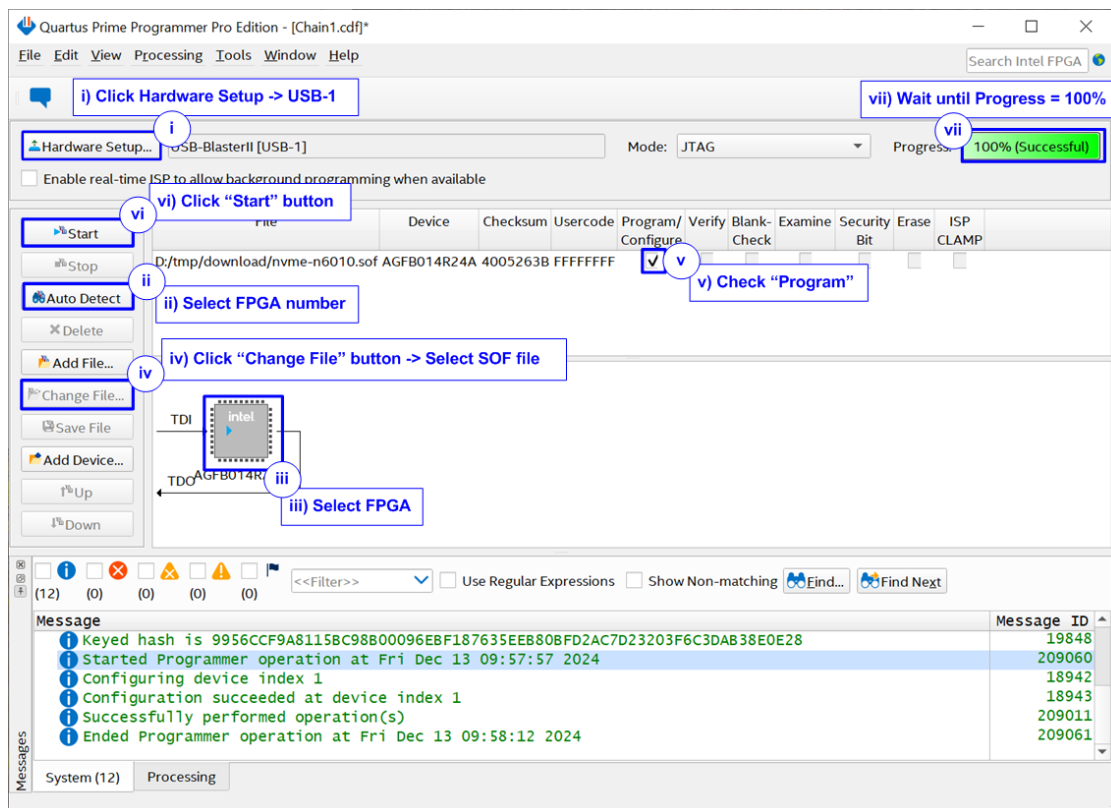 Quartus Prime Programmer Pro Edition - [Chain1.cdf]*
File Edit View Processing Tools Window Help
Search Intel FPGA
i) Click Hardware Setup -> USB-1
vii) Wait until Progress = 100%
i
vii
Hardware Setup...
USB-BlasterII [USB-1]
Mode: JTAG
Progress:
100% (Successful)
Enable real-time ISP to allow background programming when available
vi) Click “Start” button
vi
Start
File Device Checksum Usercode Program/ Verify Blank- Examine Security Erase ISP
Configure Check Bit CLAMP
Stop
D:/tmp/download/nvme-n6010.sof AGFB014R24A 4005263B FFFFFFFF
v
v) Check “Program”
ii
Auto Detect
ii) Select FPGA number
Delete
Add File...
iv) Click “Change File” button -> Select SOF file
iv
Change File...
Save File
Add Device...
Up
Down
TDI
intel
TDO
AGFB014R
iii
iii) Select FPGA
(12) (0) (0) (0) (0)
<<Filter>>
Use Regular Expressions
Show Non-matching
Find...
Find Next
Message Message ID
Keyed hash is 9956CCF9A8115BC98B00096EBF187635EEB80BFD2AC7D23203F6C3DAB38E0E28 19848
Started Programmer operation at Fri Dec 13 09:57:57 2024 209060
Configuring device index 1 18942
Configuration succeeded at device index 1 18943
Successfully performed operation(s) 209011
Ended Programmer operation at Fri Dec 13 09:58:12 2024 209061
Messages
System (12) Processing